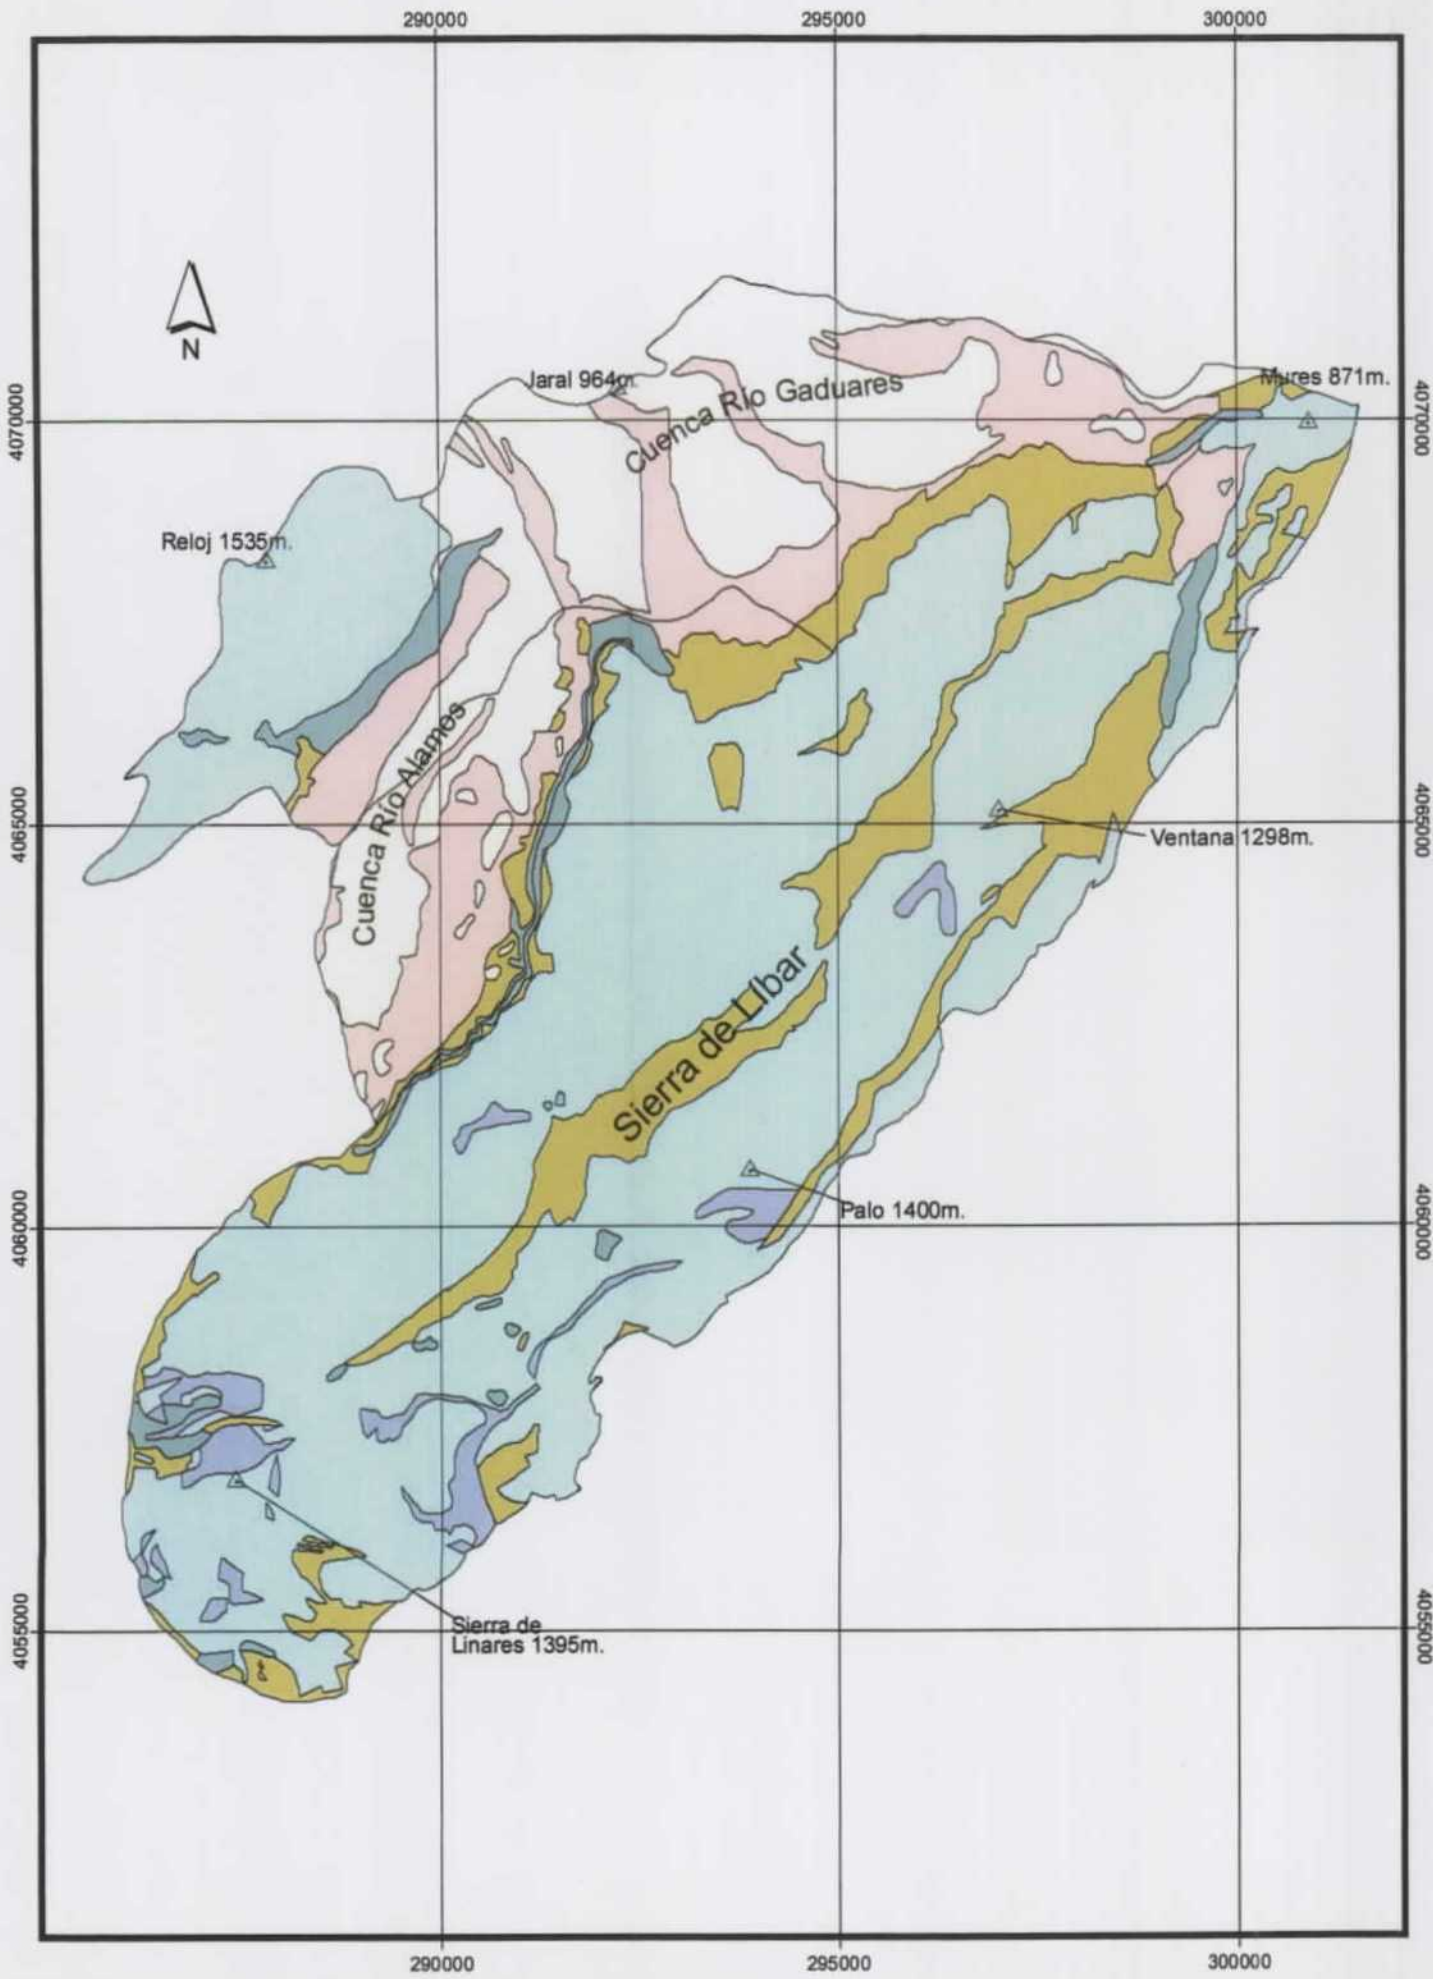 290000
295000
300000
N
Jaral 964m.
Mures 871m.
Cuenca Río Gaduares
4070000
4070000
Reloj 1535m.
Cuenca Río Alamos
4065000
4065000
Ventana 1298m.
Sierra de Líbar
Palo 1400m.
4060000
4060000
Sierra de
Linares 1395m.
4055000
4055000
290000
295000
300000